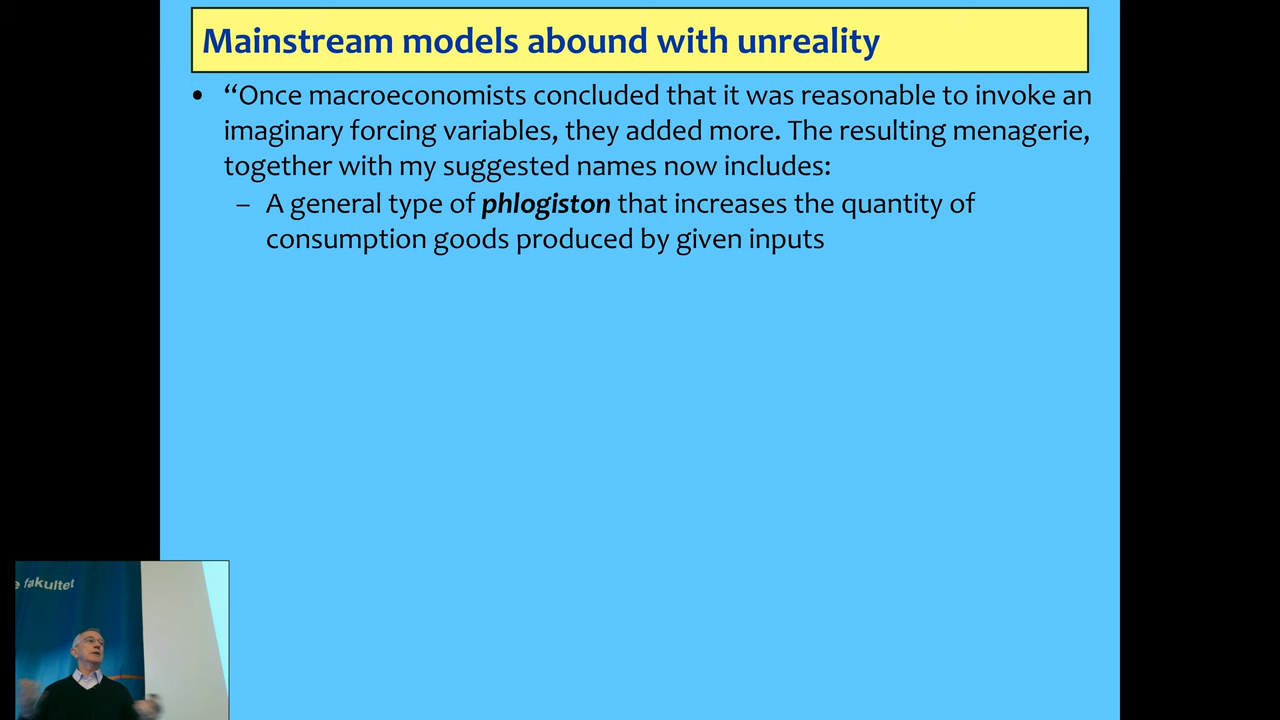 Mainstream models abound with unreality
• “Once macroeconomists concluded that it was reasonable to invoke an
imaginary forcing variables, they added more. The resulting menagerie,
together with my suggested names now includes:
– A general type of phlogiston that increases the quantity of
consumption goods produced by given inputs
e fakultet